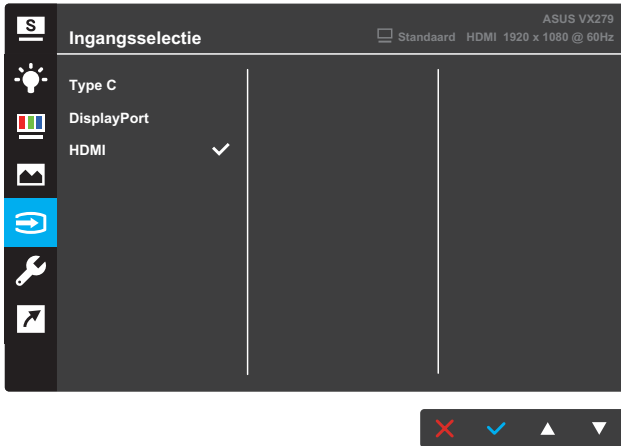 S
ASUS VX279
Ingangsselectie
Standaard HDMI 1920 x 1080 @ 60Hz
Type C
DisplayPort
HDMI